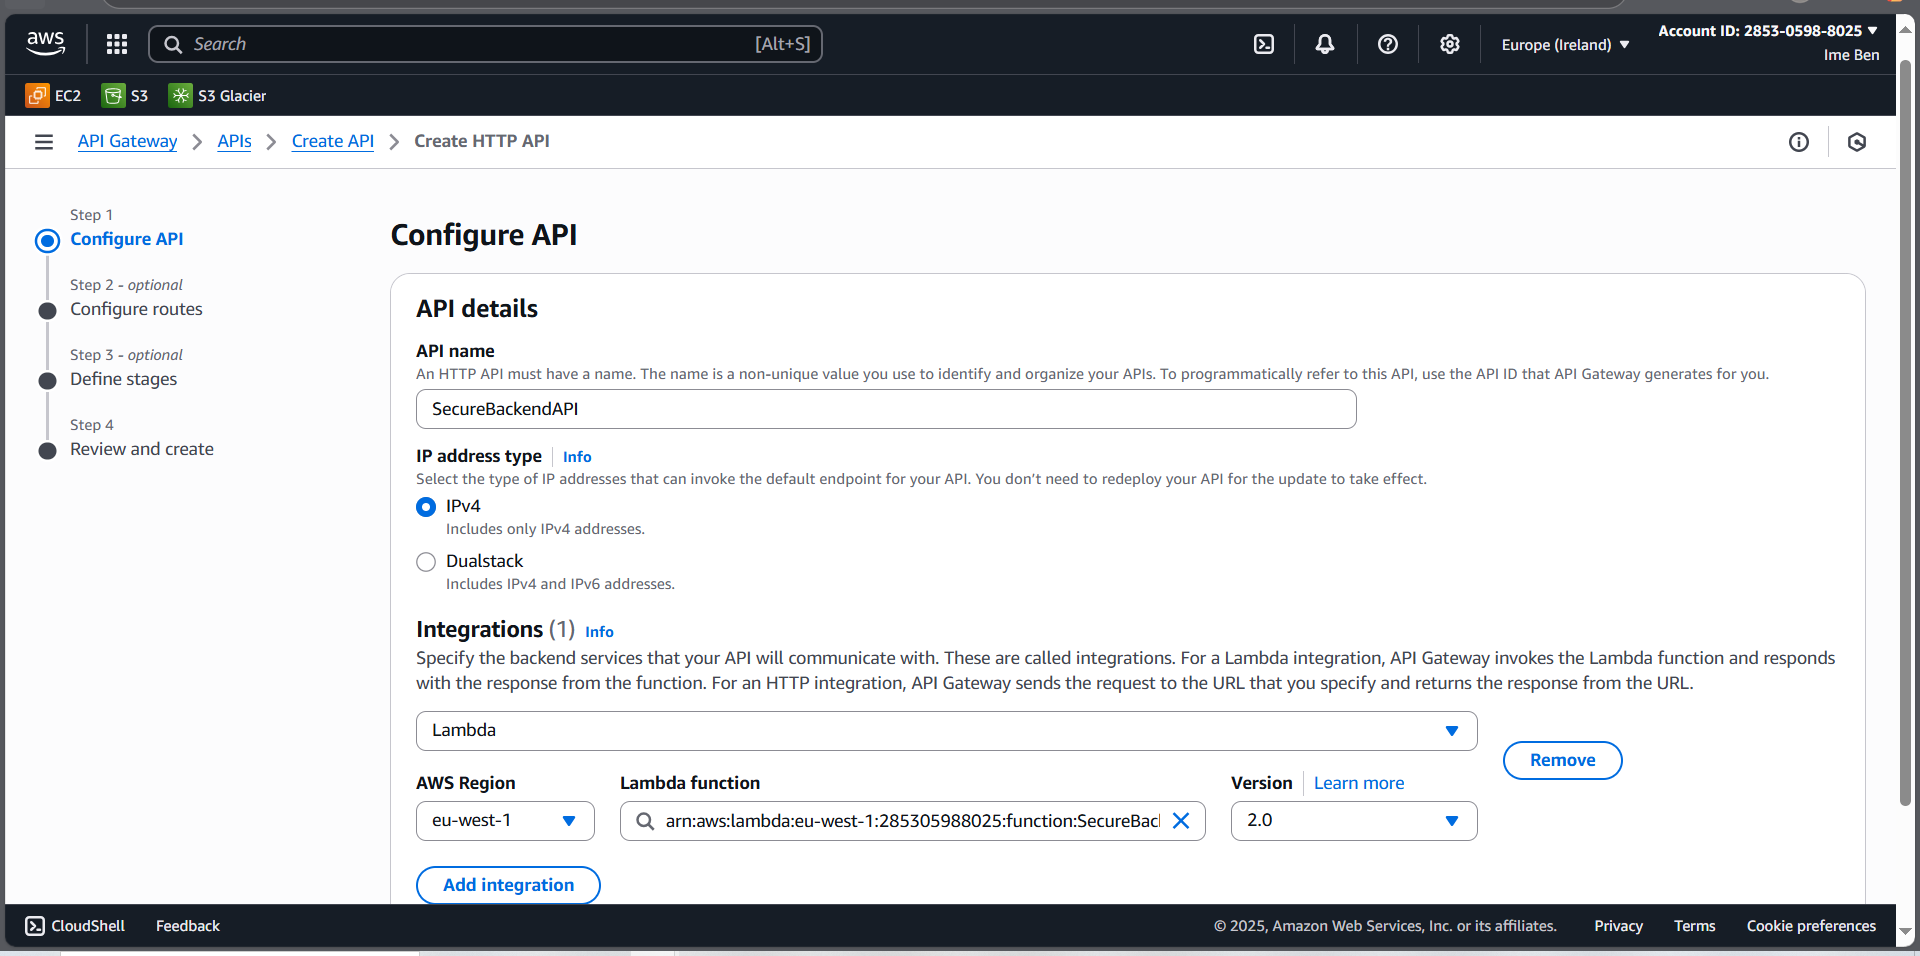 aws
Search [Alt+S]
Europe (Ireland)
Account ID: 2853-0598-8025
Ime Ben
EC2
S3
S3 Glacier
API Gateway
APIs
Create API
Create HTTP API
Step 1
Configure API
Step 2 - optional
Configure routes
Step 3 - optional
Define stages
Step 4
Review and create
Configure API
API details
API name
An HTTP API must have a name. The name is a non-unique value you use to identify and organize your APIs. To programmatically refer to this API, use the API ID that API Gateway generates for you.
SecureBackendAPI
IP address type Info
Select the type of IP addresses that can invoke the default endpoint for your API. You don't need to redeploy your API for the update to take effect.
IPv4
Includes only IPv4 addresses.
Dualstack
Includes IPv4 and IPv6 addresses.
Integrations (1) Info
Specify the backend services that your API will communicate with. These are called integrations. For a Lambda integration, API Gateway invokes the Lambda function and responds
with the response from the function. For an HTTP integration, API Gateway sends the request to the URL that you specify and returns the response from the URL.
Lambda
Remove
AWS Region
Lambda function
Version Learn more
eu-west-1
arn:aws:lambda:eu-west-1:285305988025:function:SecureBac
2.0
Add integration
CloudShell
Feedback
© 2025, Amazon Web Services, Inc. or its affiliates.
Privacy
Terms
Cookie preferences